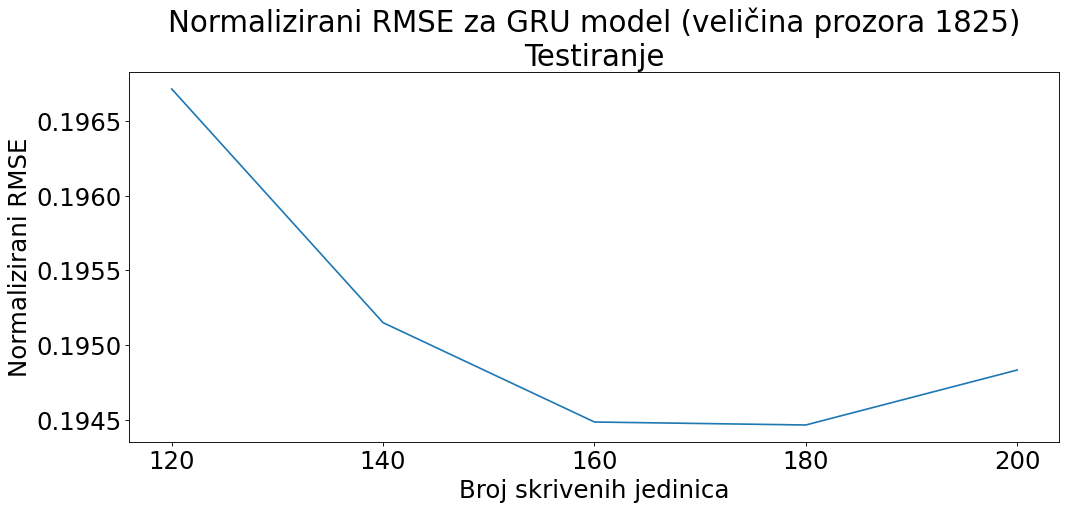 Normalizirani RMSE za GRU model (veličina prozora 1825)
Testiranje
Normalizirani RMSE
0.1965
0.1960
0.1955
0.1950
0.1945
120 140 160 180 200
Broj skrivenih jedinica